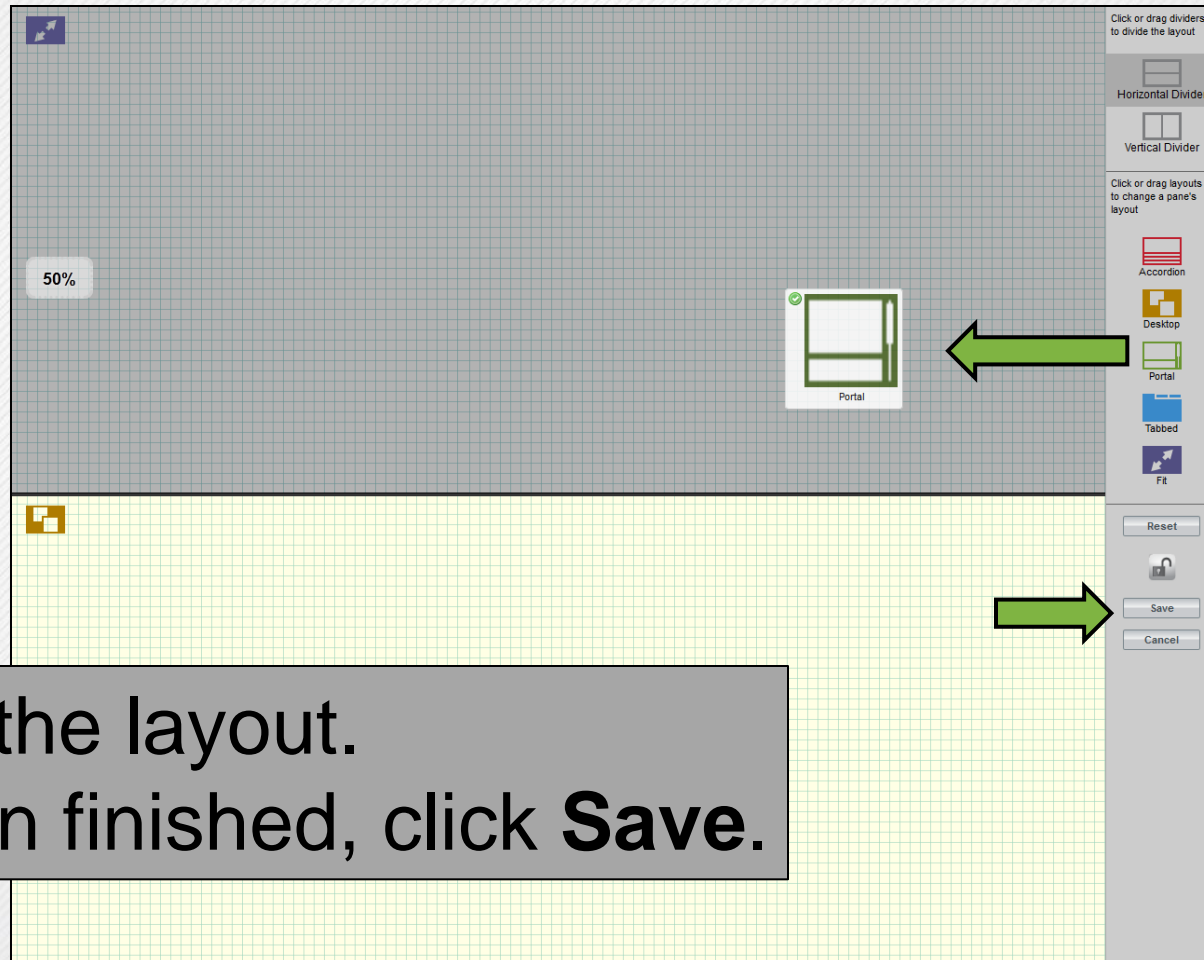 50%
Portal
the layout.
n finished, click Save.
Click or drag dividers
to divide the layout
Horizontal Divider
Vertical Divider
Click or drag layouts
to change a pane's
layout
Accordion
Desktop
Portal
Tabbed
Fit
Reset
Save
Cancel